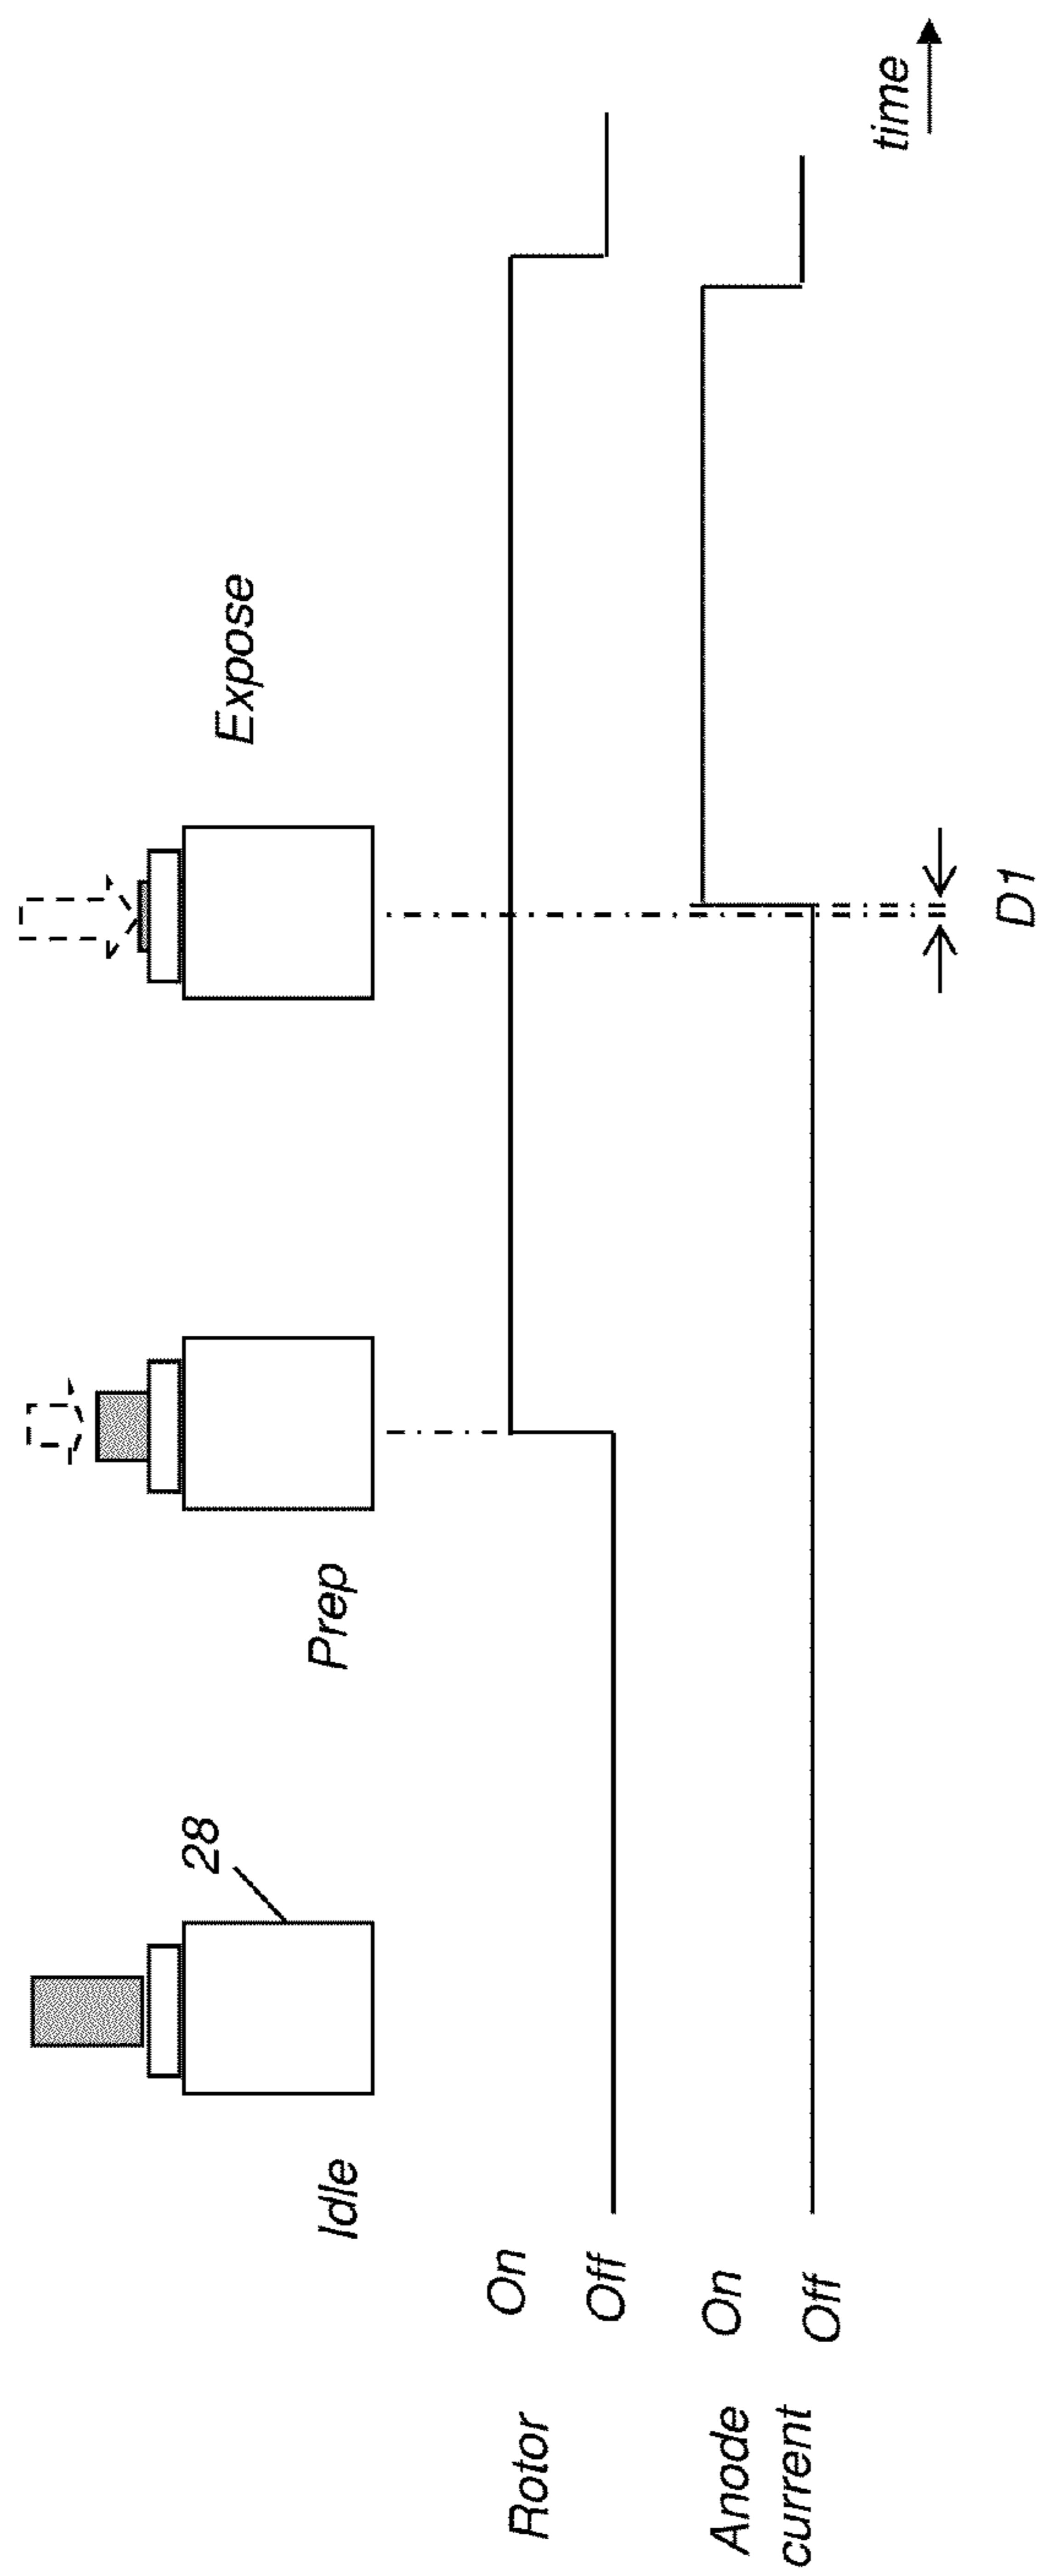 28
Idle
Prep
Expose
Rotor
On
Off
Anode
current
On
Off
time
D1